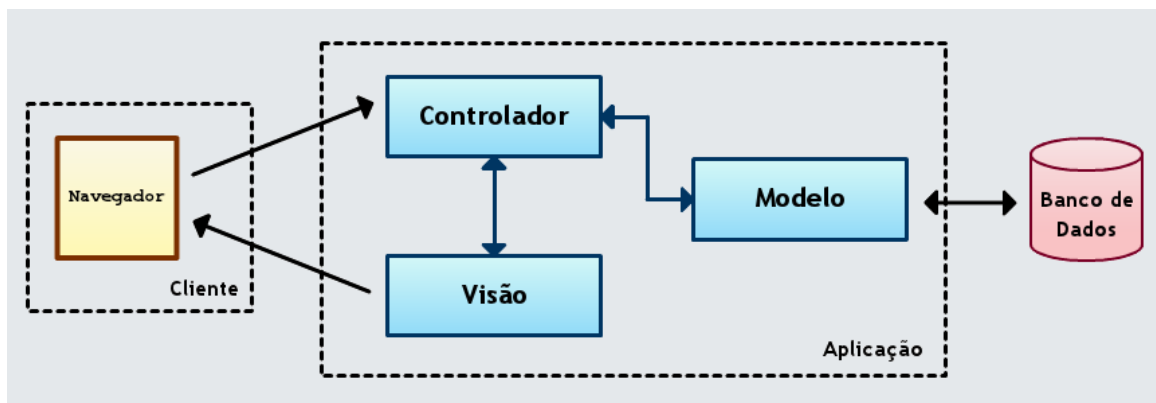 Controlador
Navegador
Modelo
Banco de
Dados
Cliente
Visão
Aplicação